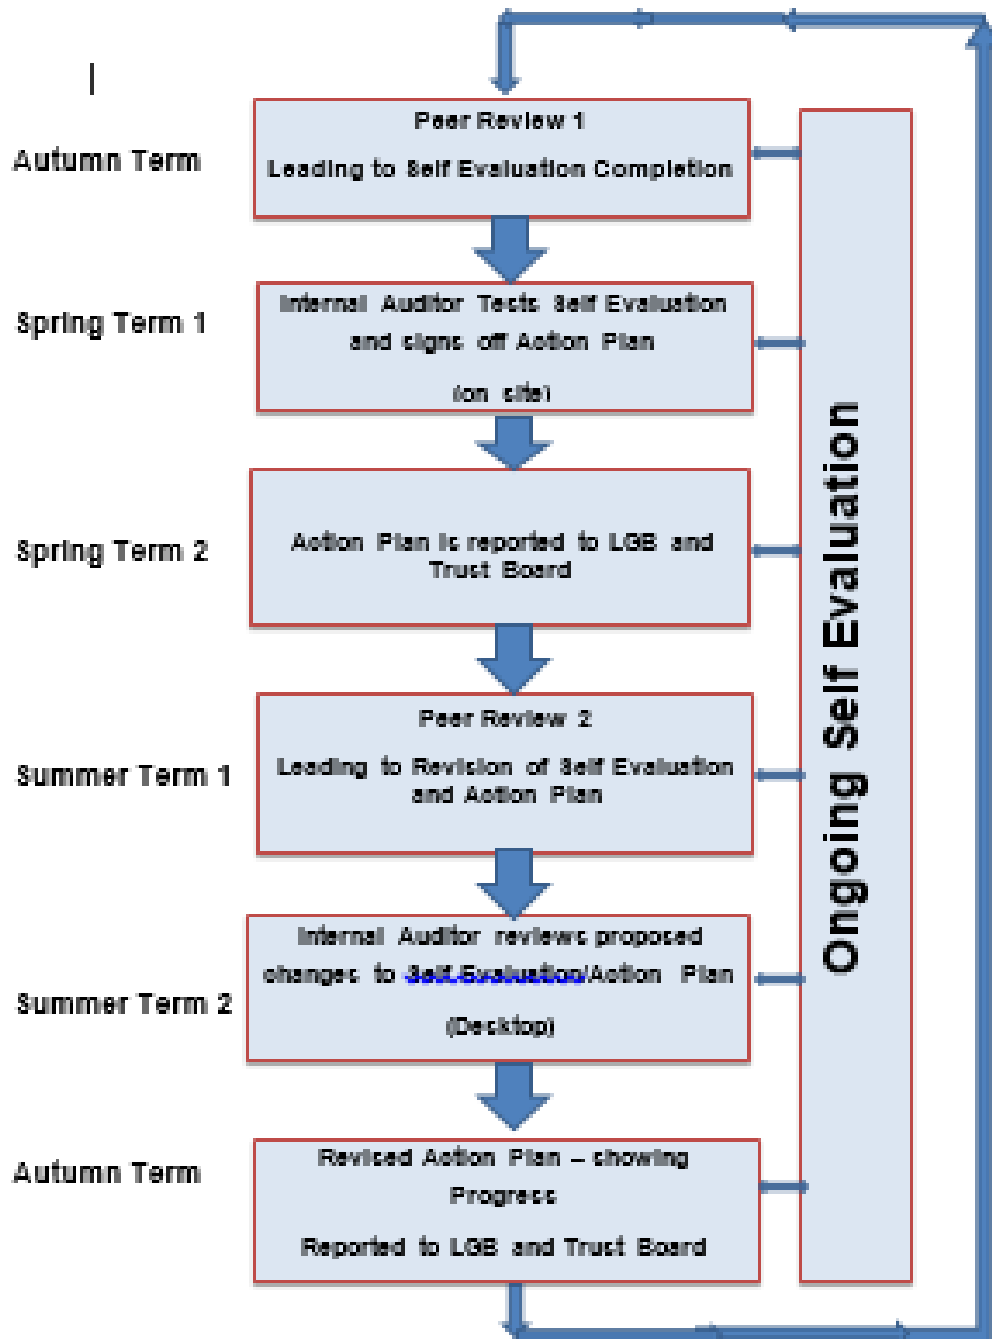 Autumn Term
Peer Review 1
Leading to Self Evaluation Completion
Spring Term 1
Internal Auditor Tests Self Evaluation
and signs off Action Plan
(on site)
Spring Term 2
Action Plan is reported to LGB and
Trust Board
Summer Term 1
Peer Review 2
Leading to Revision of Self Evaluation
and Action Plan
Summer Term 2
Internal Auditor reviews proposed
changes to Self Evaluation/Action Plan
(Desktop)
Autumn Term
Revised Action Plan – showing
Progress
Reported to LGB and Trust Board
Ongoing Self Evaluation